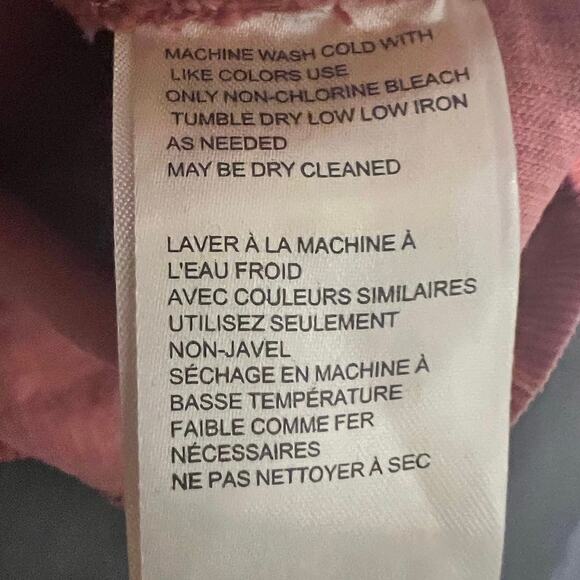 MACHINE WASH COLD WITH
LIKE COLORS USE
ONLY NON-CHLORINE BLEACH
TUMBLE DRY LOW LOW IRON
AS NEEDED
MAY BE DRY CLEANED
LAVER À LA MACHINE À
L'EAU FROID
AVEC COULEURS SIMILAIRES
UTILISEZ SEULEMENT
NON-JAVEL
SÉCHAGE EN MACHINE À
BASSE TEMPÉRATURE
FAIBLE COMME FER
NÉCESSAIRES
NE PAS NETTOYER À SEC